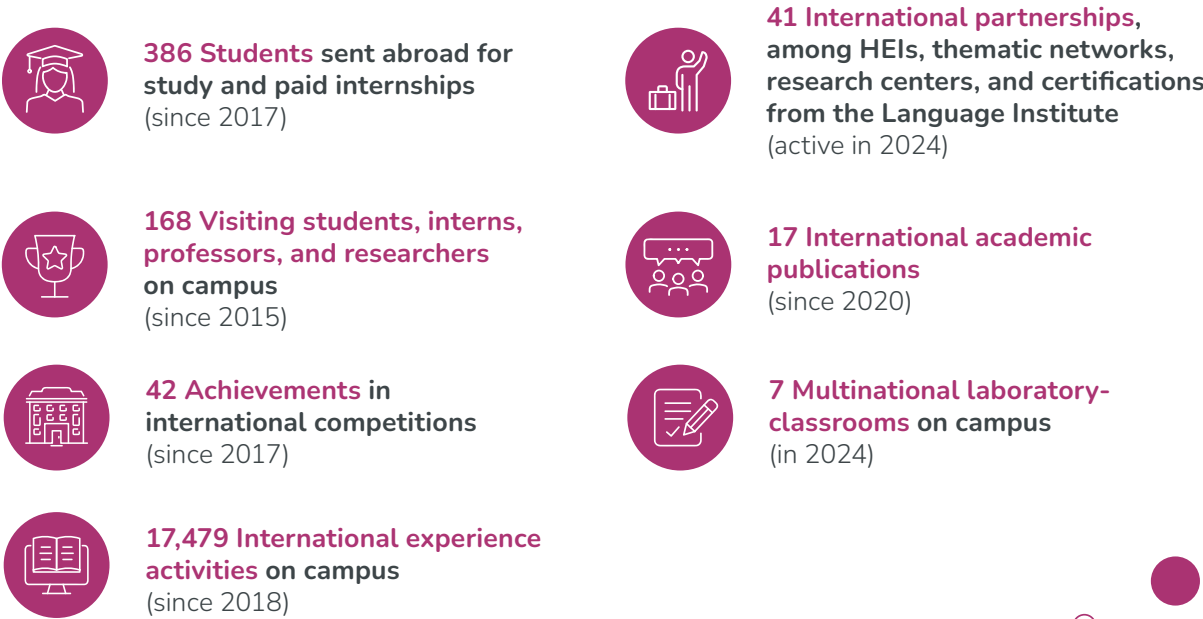 386 Students sent abroad for
study and paid internships
(since 2017)
168 Visiting students, interns,
professors, and researchers
on campus
(since 2015)
42 Achievements in
international competitions
(since 2017)
17,479 International experience
activities on campus
(since 2018)
41 International partnerships,
among HEIs, thematic networks,
research centers, and certifications
from the Language Institute
(active in 2024)
17 International academic
publications
(since 2020)
7 Multinational laboratory-
classrooms on campus
(in 2024)